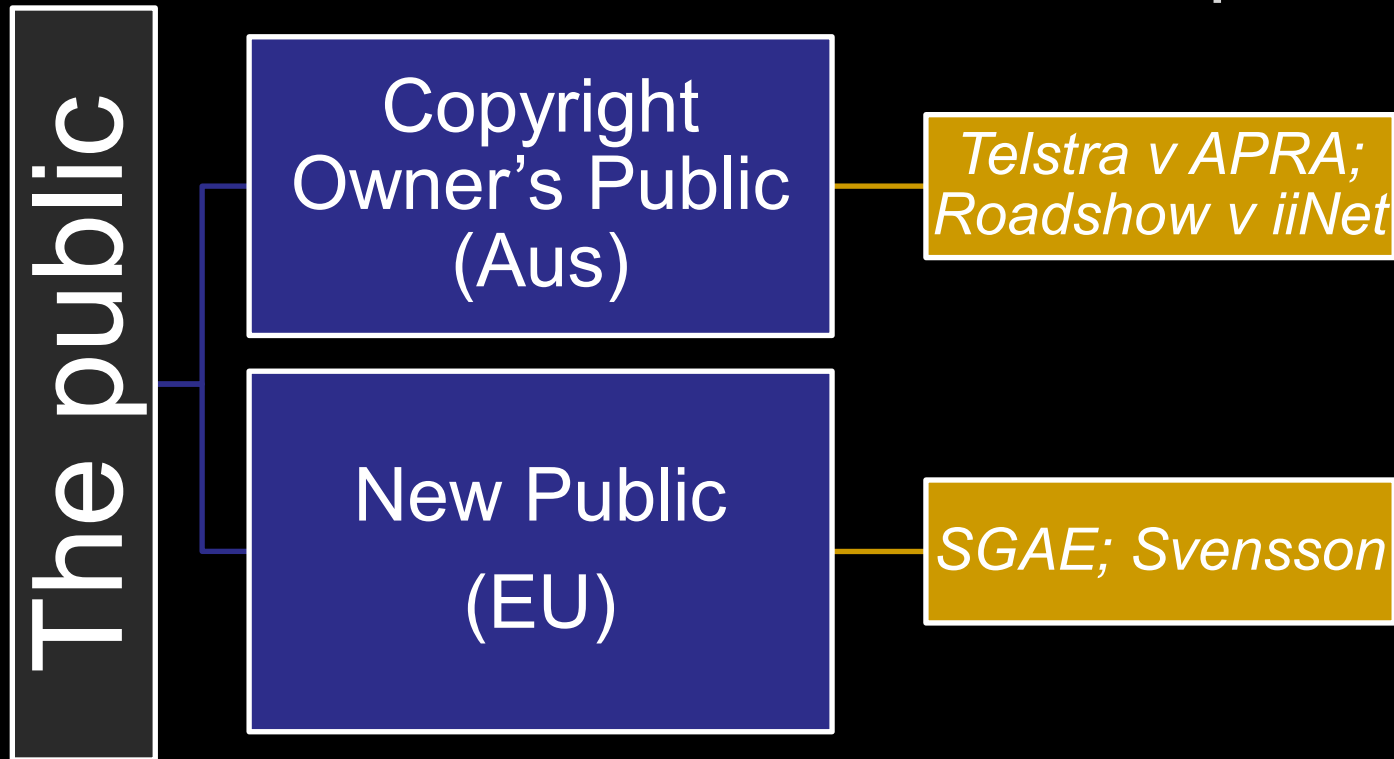 The public
Copyright
Owner’s Public
(Aus)
Telstra v APRA;
Roadshow v iiNet
New Public
(EU)
SGAE; Svensson